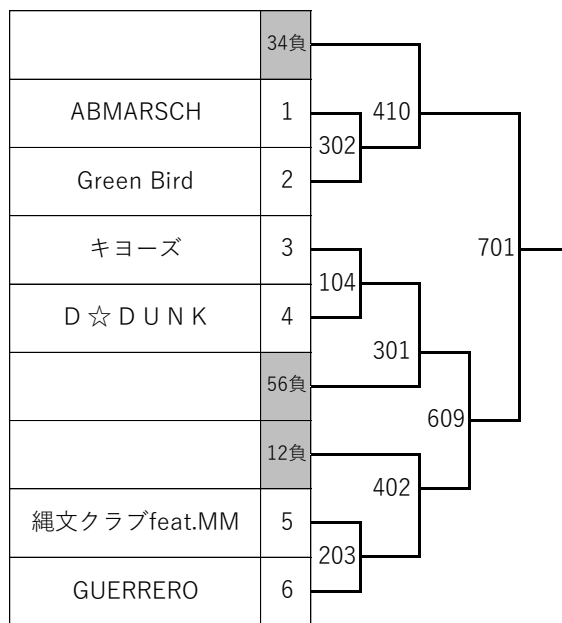 34負
ABMARSCH 1
302
410
Green Bird 2
キヨーズ 3
701
104
D☆DUNK 4
301
56負
609
12負
402
縄文クラブfeat.MM 5
203
GUERRERO 6